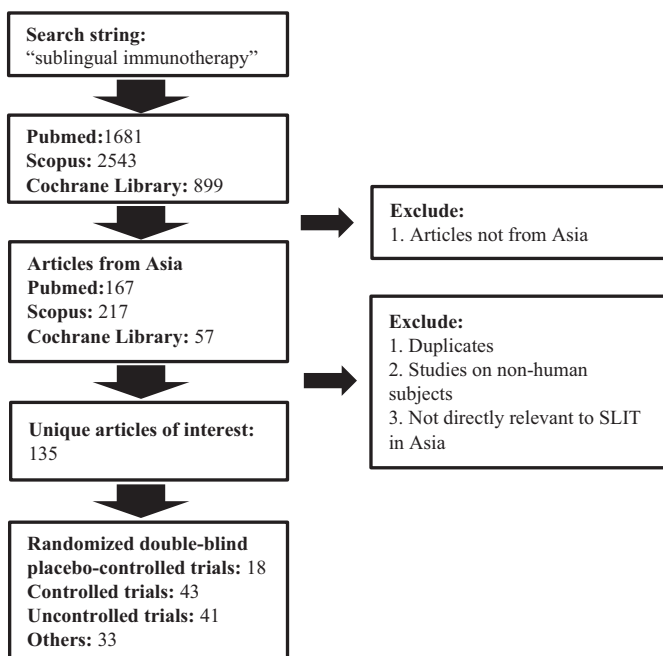 Search string:
“sublingual immunotherapy”
Pubmed:1681
Scopus: 2543
Cochrane Library: 899
Exclude:
1. Articles not from Asia
Articles from Asia
Pubmed:167
Scopus: 217
Cochrane Library: 57
Exclude:
1. Duplicates
2. Studies on non-human
subjects
3. Not directly relevant to SLIT
in Asia
Unique articles of interest:
135
Randomized double-blind
placebo-controlled trials: 18
Controlled trials: 43
Uncontrolled trials: 41
Others: 33